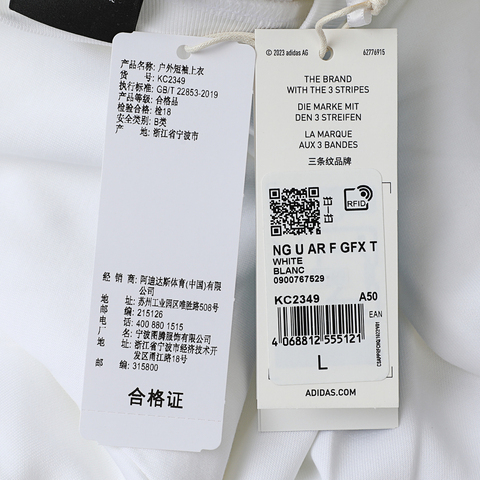 产品名称: 户外短袖上衣
货　　号: KC2349
执行标准: GB/T 22853-2019
产品等级: 合格品
检验合格: 检18
安全类别: B类
产　　地: 浙江省宁波市
经 销 商: 阿迪达斯体育(中国)有限
公司
地　　址: 苏州工业园区唯胜路508号
邮　　编: 215126
电　　话: 400 880 1515
厂　　名: 宁波图腾服饰有限公司
地　　址: 浙江省宁波市经济技术开
发区甬江路18号
邮　　编: 315800
合格证
© 2023 adidas AG
62776915
THE BRAND
WITH THE 3 STRIPES
DIE MARKE MIT
DEN 3 STREIFEN
LA MARQUE
AUX 3 BANDES
三条纹品牌
RFID
NG U AR F GFX T
WHITE
BLANC
0900767529
KC2349
A50
EAN
4 068812 555121
L
ADIDAS.COM